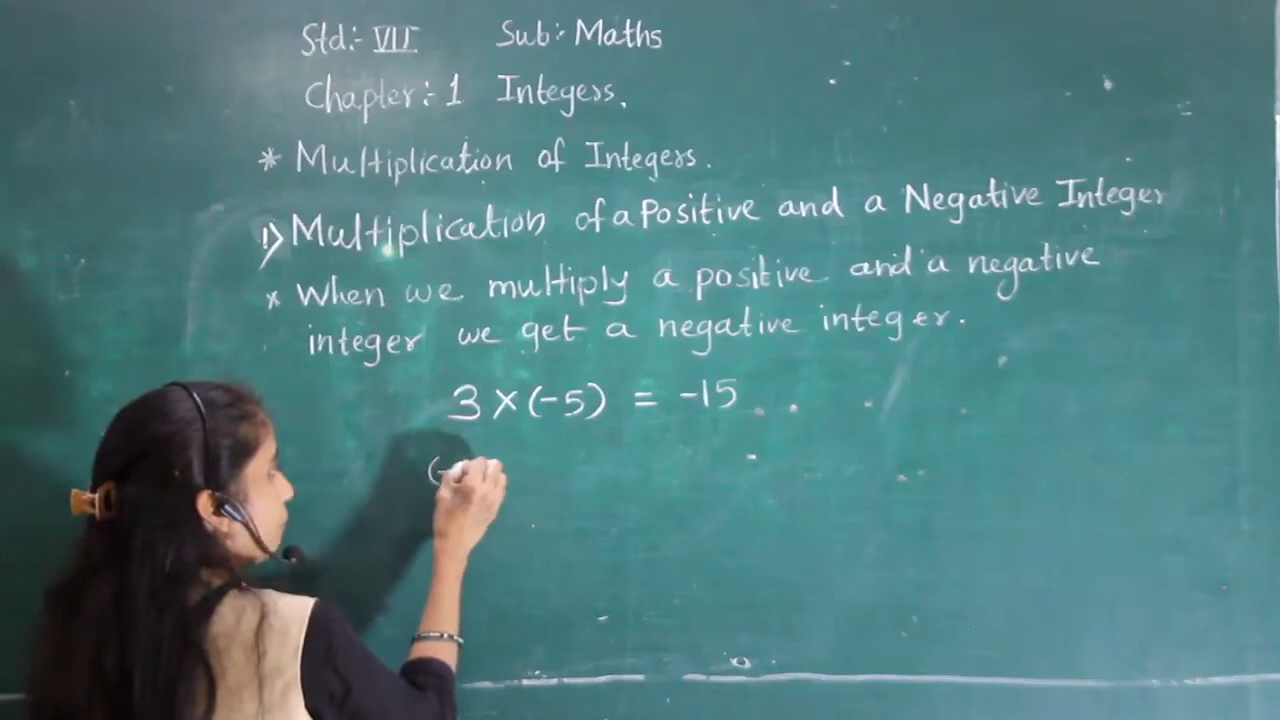 Std:- VII Sub:- Maths
Chapter:- 1 Integers.
* Multiplication of Integers.
1) Multiplication of a Positive and a Negative Integer
* When we multiply a positive and a negative
integer we get a negative integer.
3 × (-5) = -15
(-